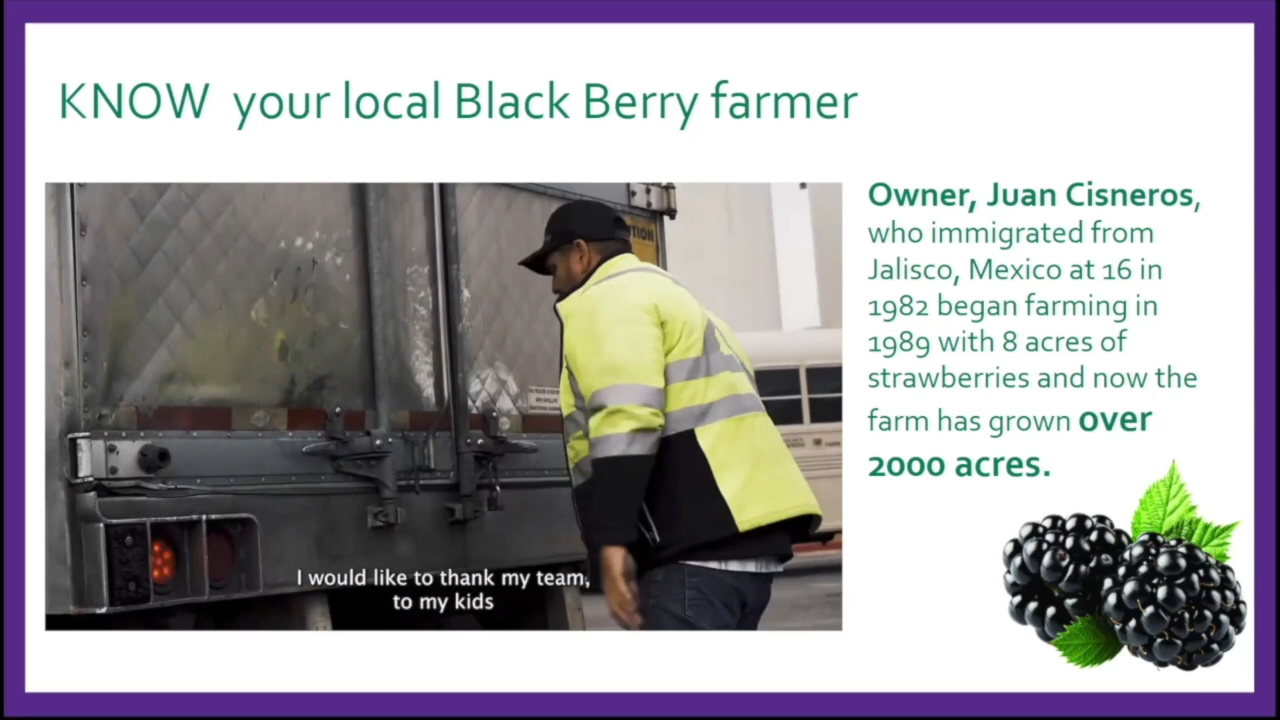 KNOW your local Black Berry farmer
Owner, Juan Cisneros,
who immigrated from
Jalisco, Mexico at 16 in
1982 began farming in
1989 with 8 acres of
strawberries and now the
farm has grown over
2000 acres.
I would like to thank my team,
to my kids